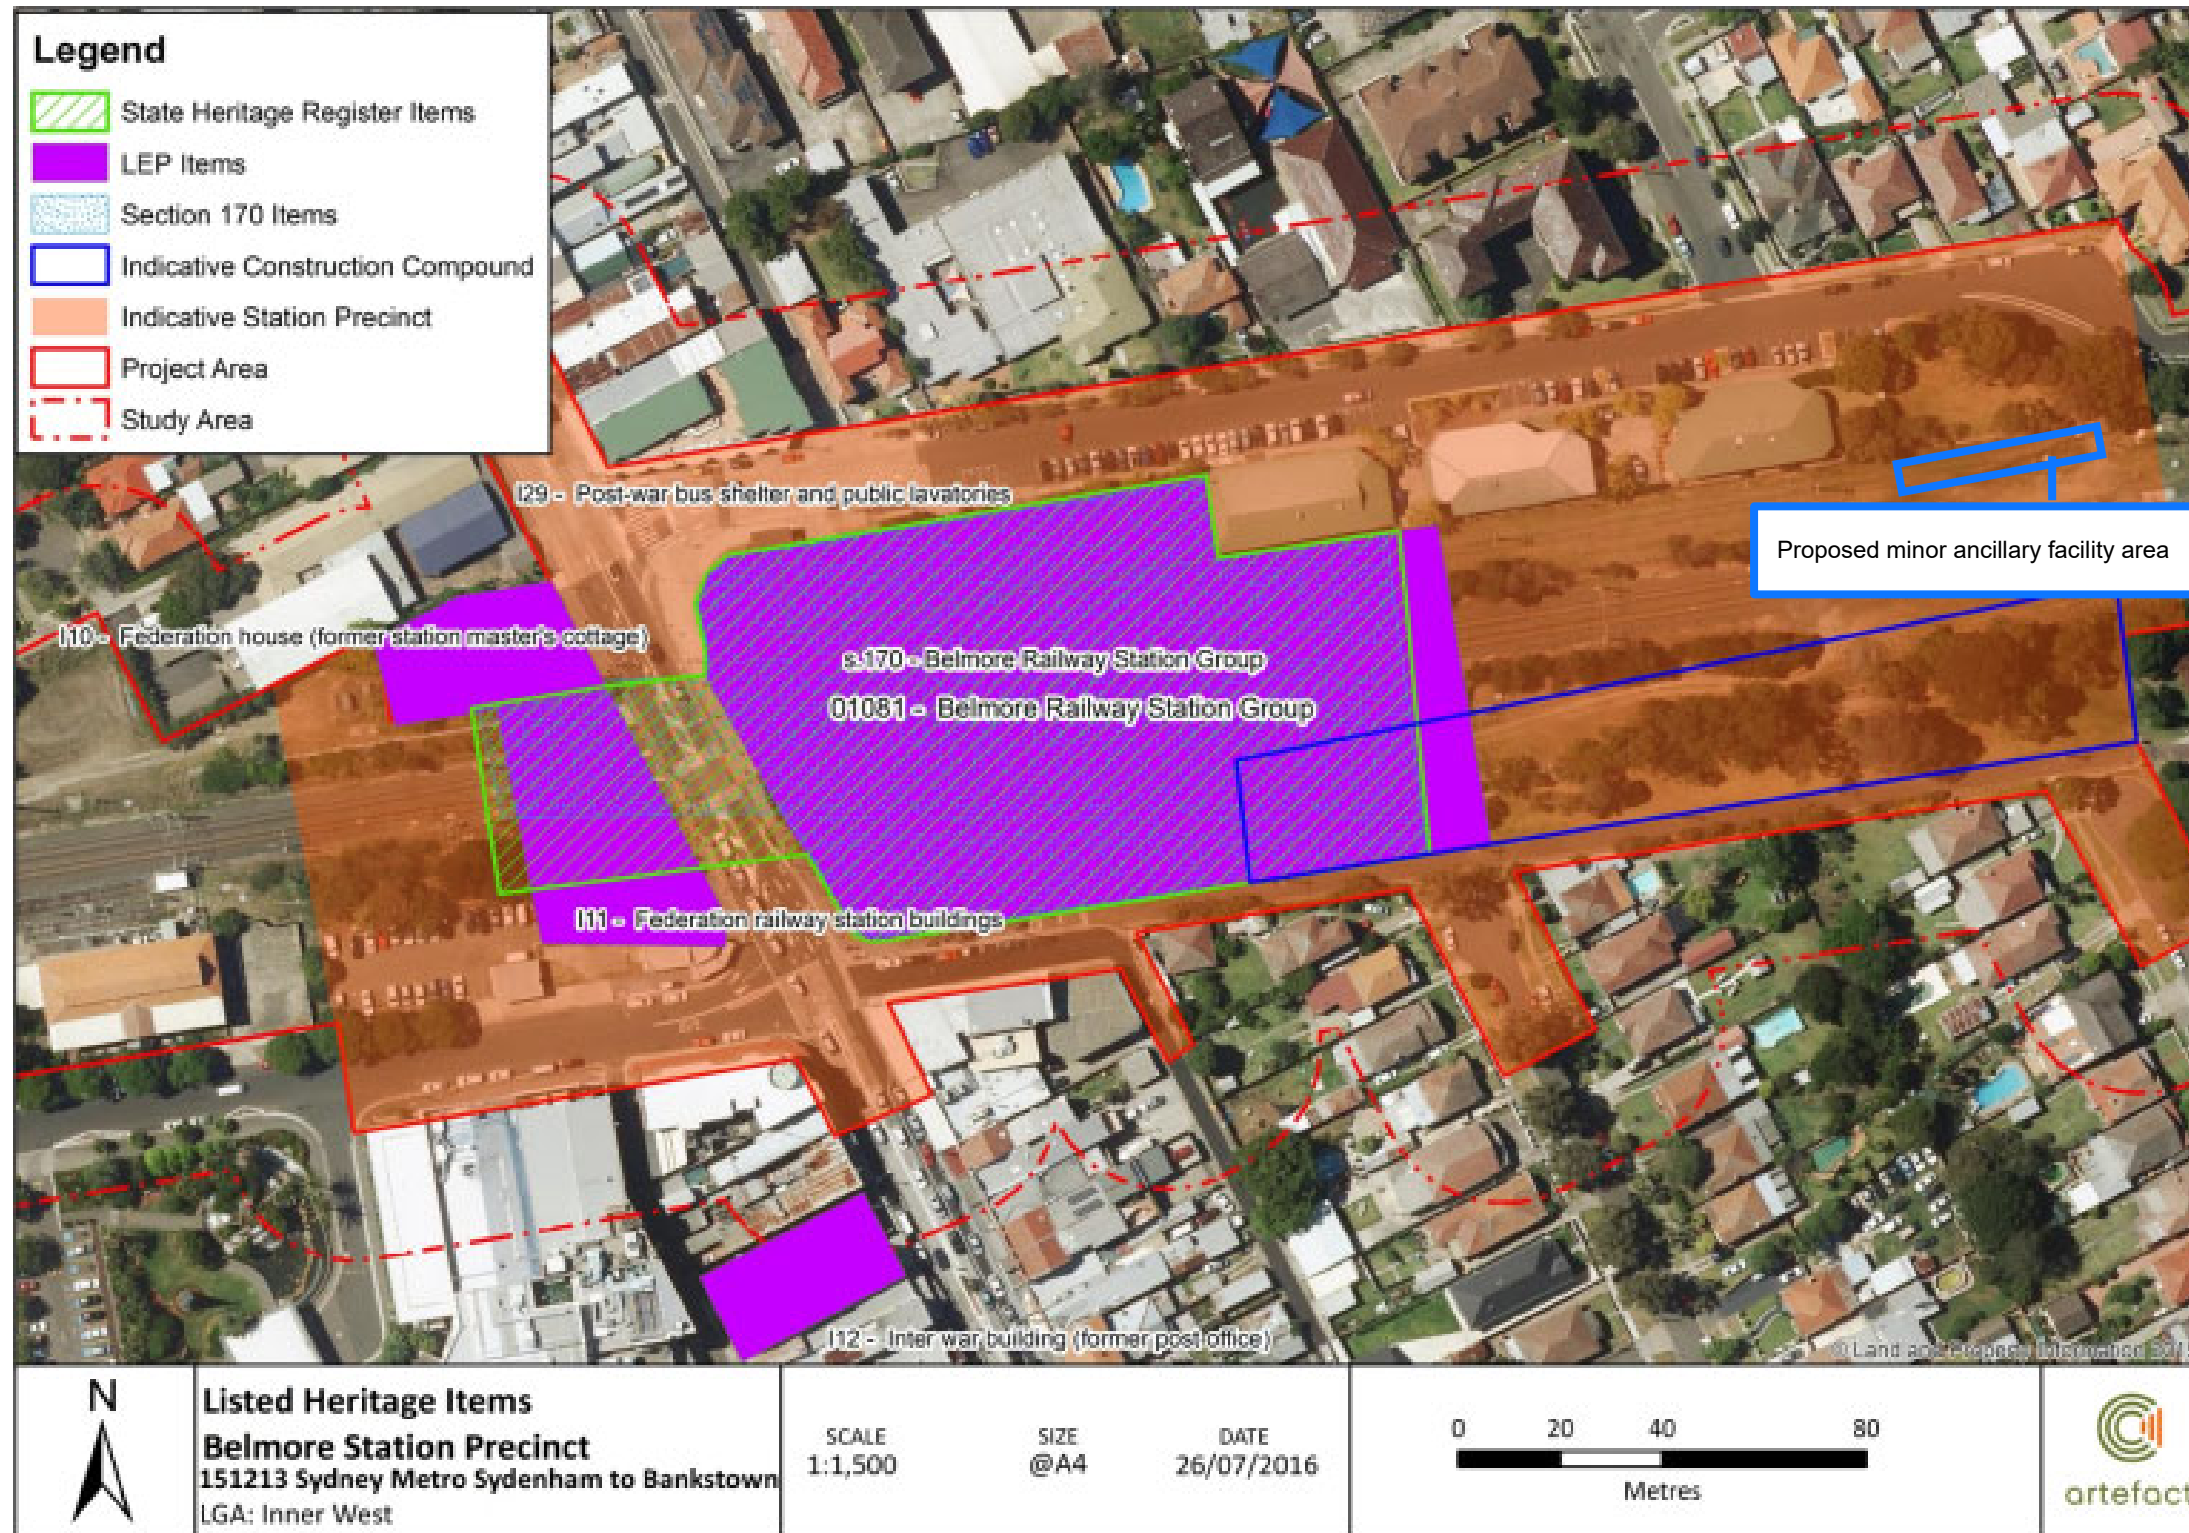 Legend
State Heritage Register Items
LEP Items
Section 170 Items
Indicative Construction Compound
Indicative Station Precinct
Project Area
Study Area
I29 - Post-war bus shelter and public lavatories
Proposed minor ancillary facility area
I10 - Federation house (former station master's cottage)
s.170 - Belmore Railway Station Group
01081 - Belmore Railway Station Group
I11 - Federation railway station buildings
I12 - Inter war building (former post office)
© Land and Property Information
N
Listed Heritage Items
Belmore Station Precinct
151213 Sydney Metro Sydenham to Bankstown
LGA: Inner West
SCALE
1:1,500
SIZE
@A4
DATE
26/07/2016
0 20 40 80
Metres
artefact